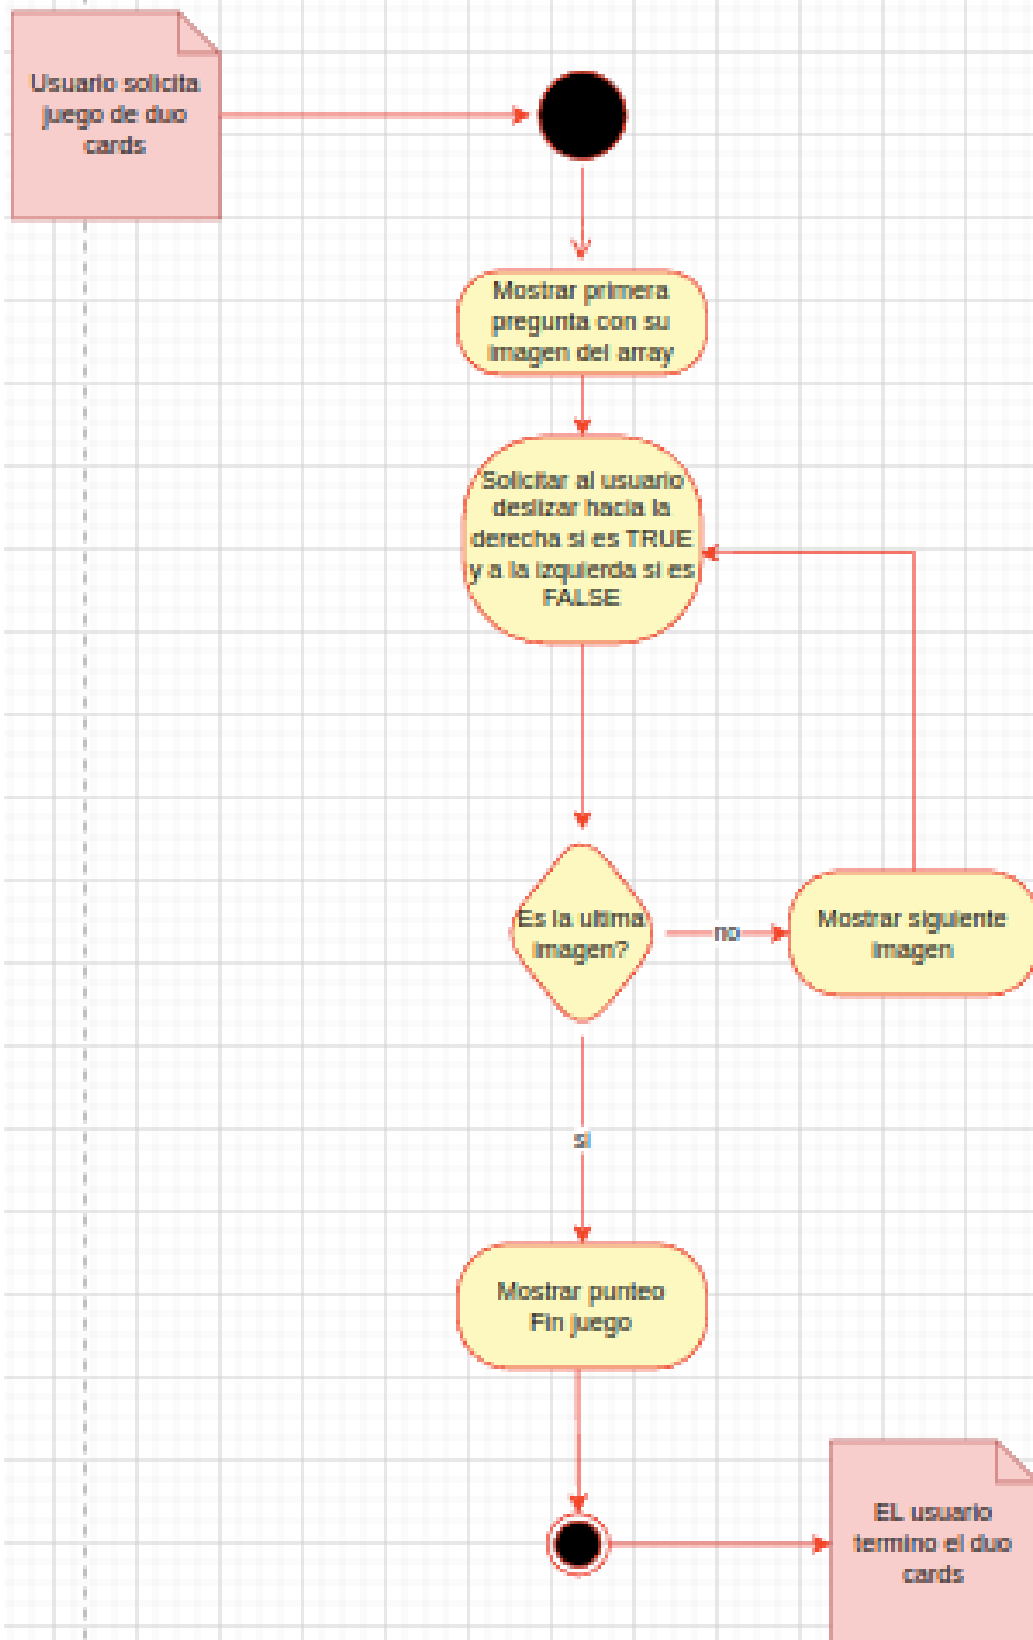 Usuario solicita
juego de duo
cards
Mostrar primera
pregunta con su
imagen del array
Solicitar al usuario
deslizar hacia la
derecha si es TRUE
y a la izquierda si es
FALSE
Es la ultima
imagen?
no
Mostrar siguiente
imagen
si
Mostrar punteo
Fin juego
EL usuario
termino el duo
cards